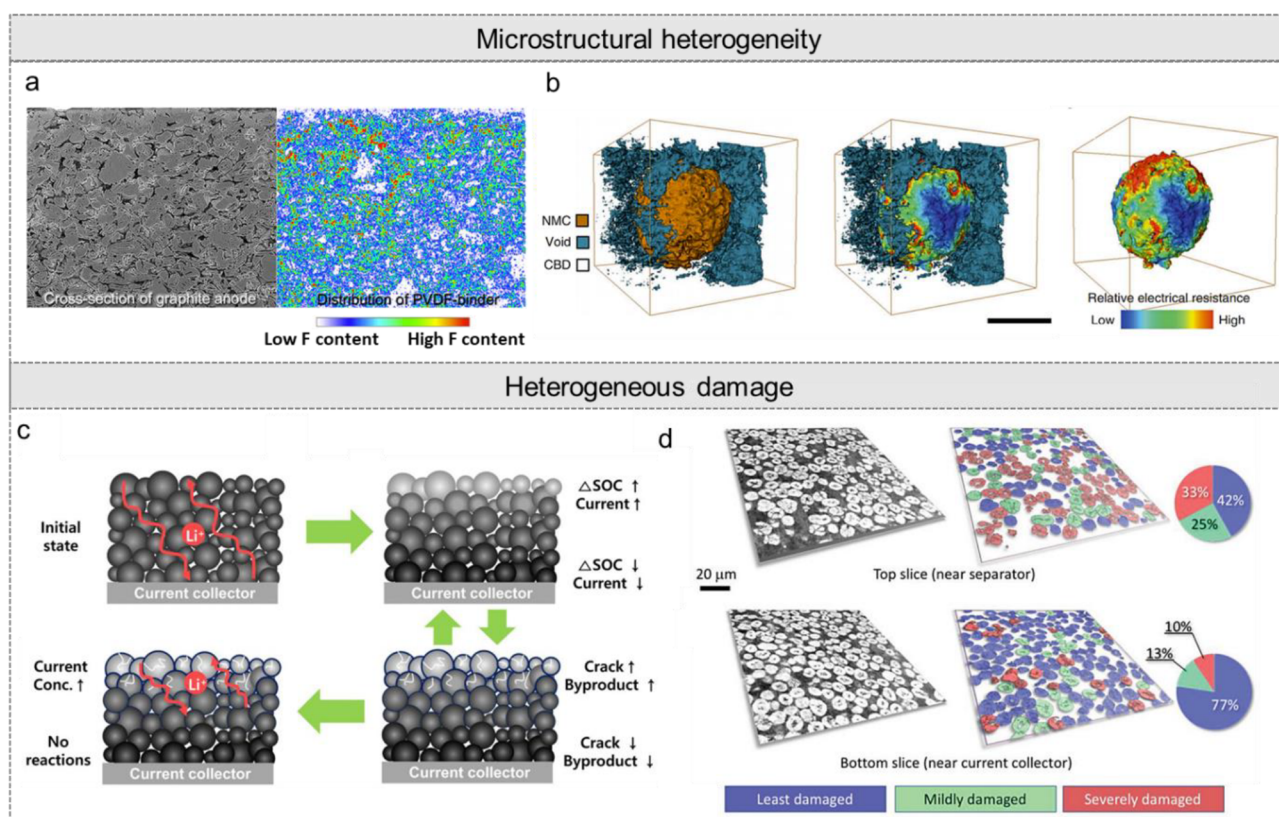 Microstructural heterogeneity
a
Cross-section of graphite anode
Distribution of PVDF-binder
Low F content
High F content
b
NMC
Void
CBD
Relative electrical resistance
Low
High
Heterogeneous damage
c
Initial
state
Li⁺
Current collector
△SOC ↑
Current ↑
△SOC ↓
Current ↓
Current collector
Current
Conc. ↑
Li⁺
No
reactions
Current collector
Crack ↑
Byproduct ↑
Crack ↓
Byproduct ↓
Current collector
d
33%
42%
25%
Top slice (near separator)
20 μm
10%
13%
77%
Bottom slice (near current collector)
Least damaged
Mildly damaged
Severely damaged